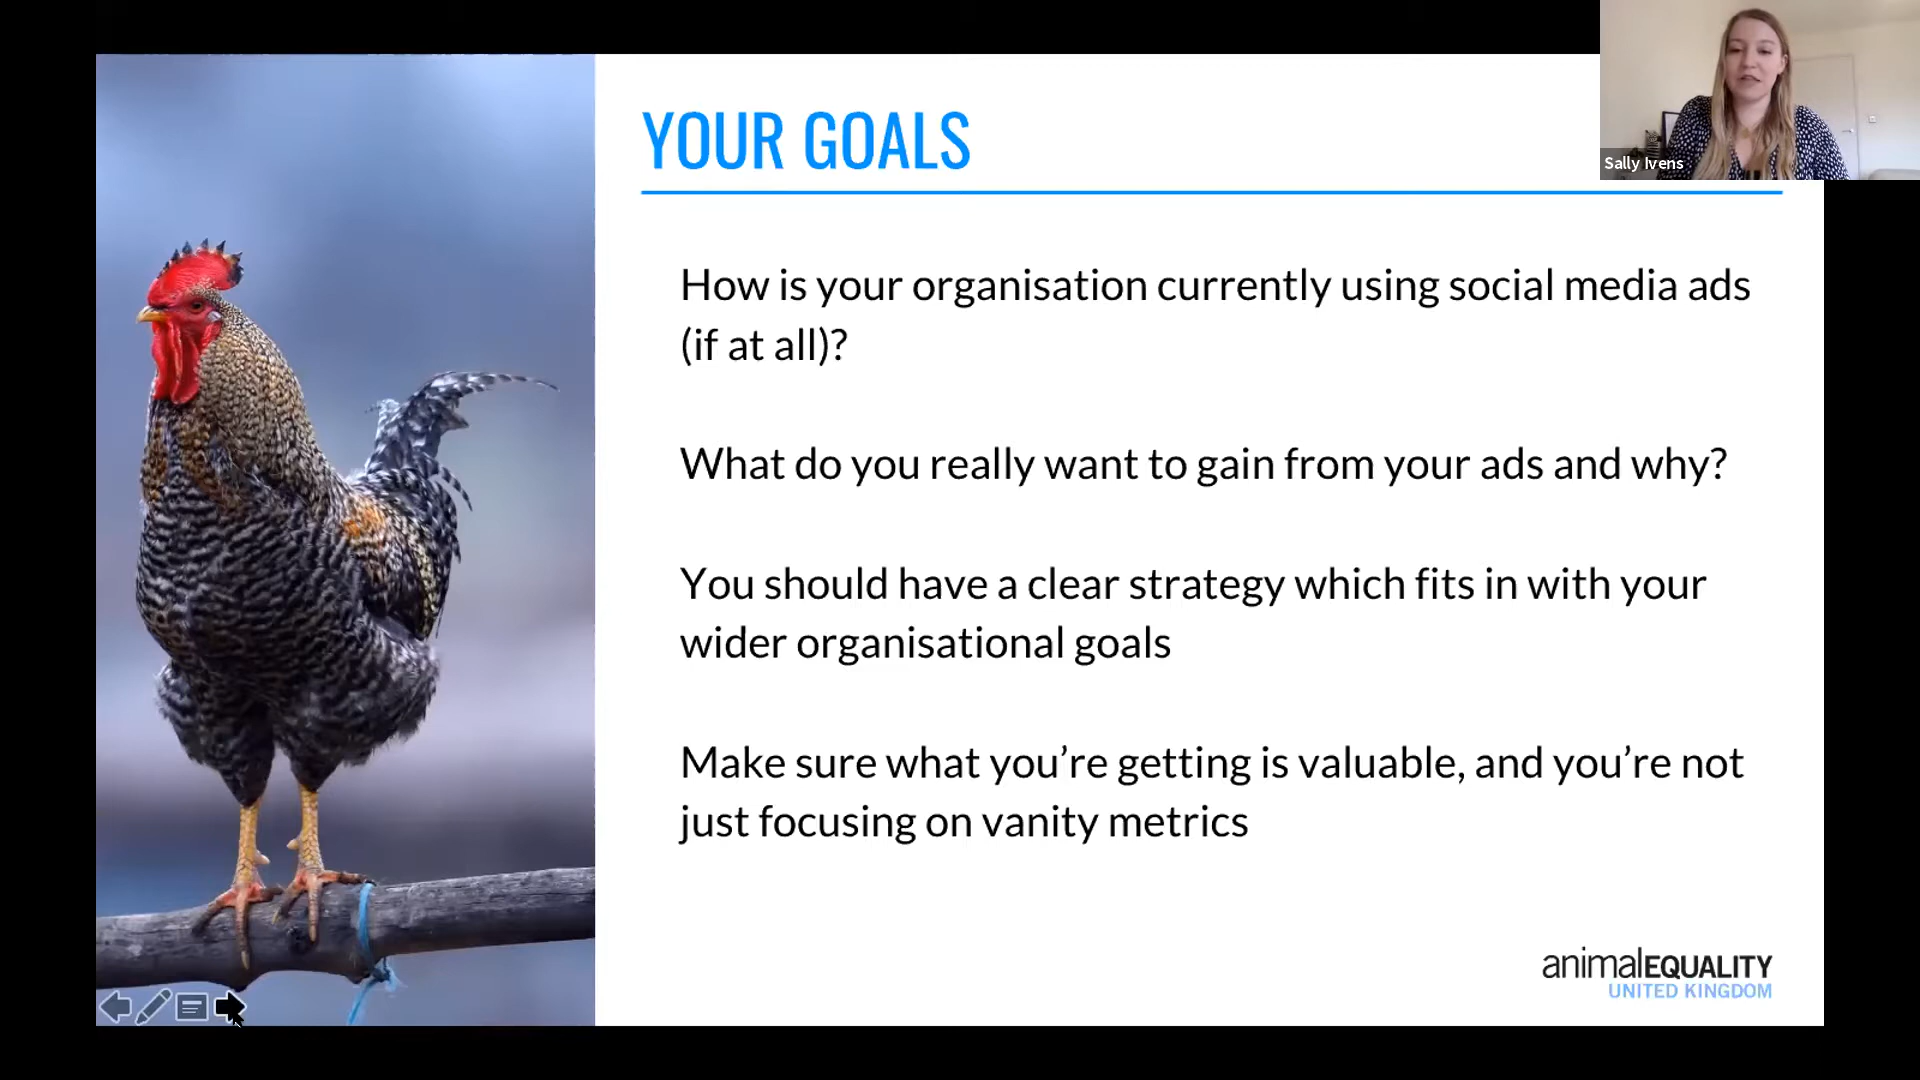 YOUR GOALS
Sally Ivens
How is your organisation currently using social media ads
(if at all)?
What do you really want to gain from your ads and why?
You should have a clear strategy which fits in with your
wider organisational goals
Make sure what you’re getting is valuable, and you’re not
just focusing on vanity metrics
animalEQUALITY
UNITED KINGDOM